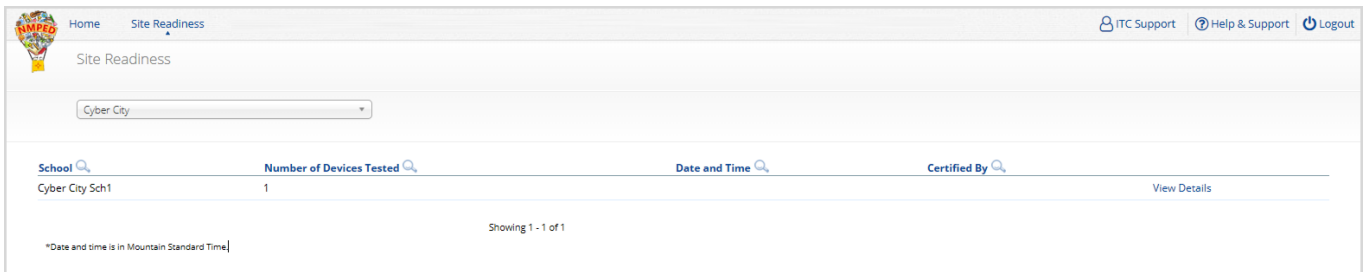 NMPED Home Site Readiness ITC Support Help & Support Logout
Site Readiness
Cyber City
School Number of Devices Tested Date and Time Certified By
Cyber City Sch1 1 View Details
Showing 1 - 1 of 1
*Date and time is in Mountain Standard Time.